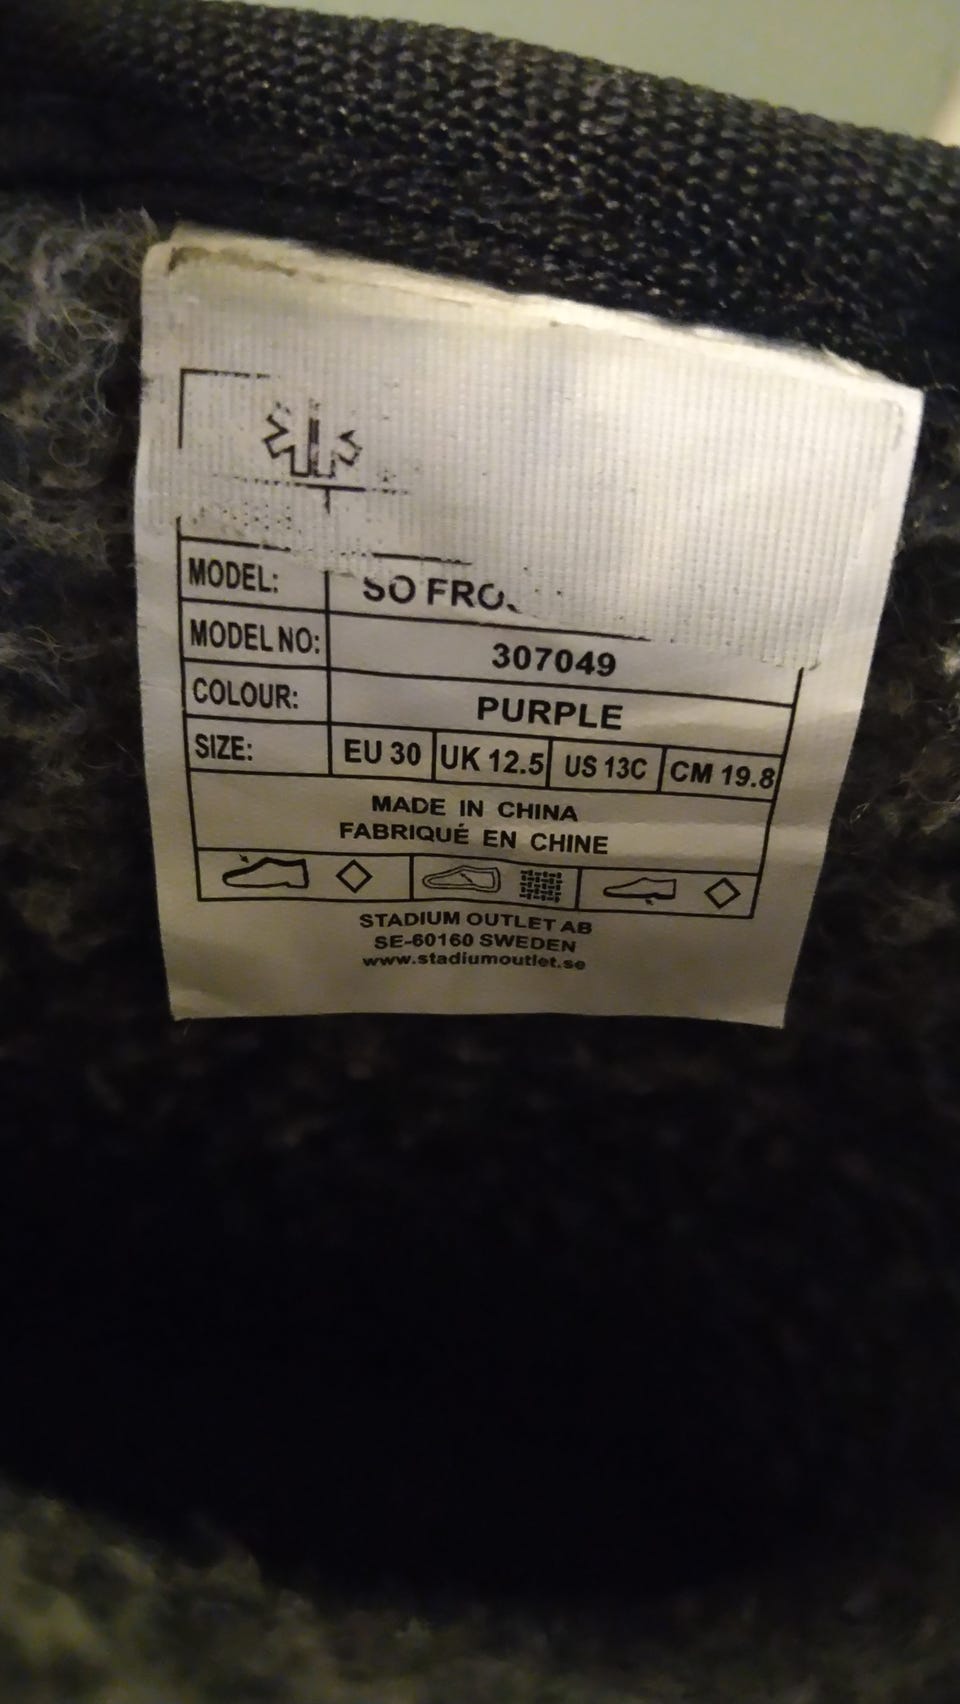 MODEL: SO
MODEL NO: 307049
COLOUR: PURPLE
SIZE: EU 30 UK 12.5 US 13C CM 19.8
MADE IN CHINA
FABRIQUÉ EN CHINE
STADIUM OUTLET AB
SE-60160 SWEDEN
www.stadiumoutlet.se